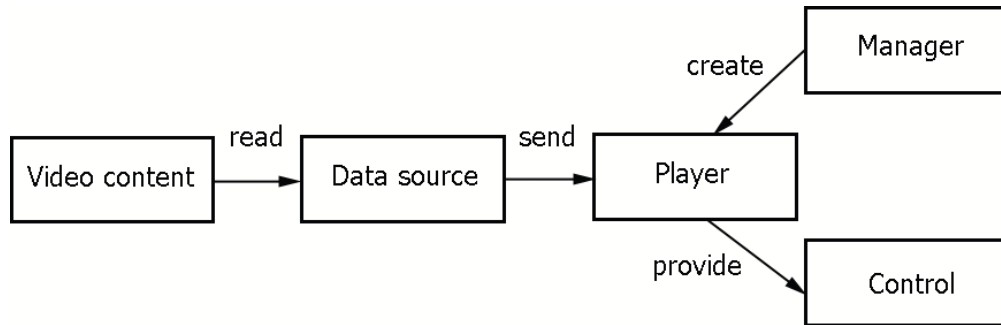 Manager
create
read
send
Video content
Data source
Player
provide
Control